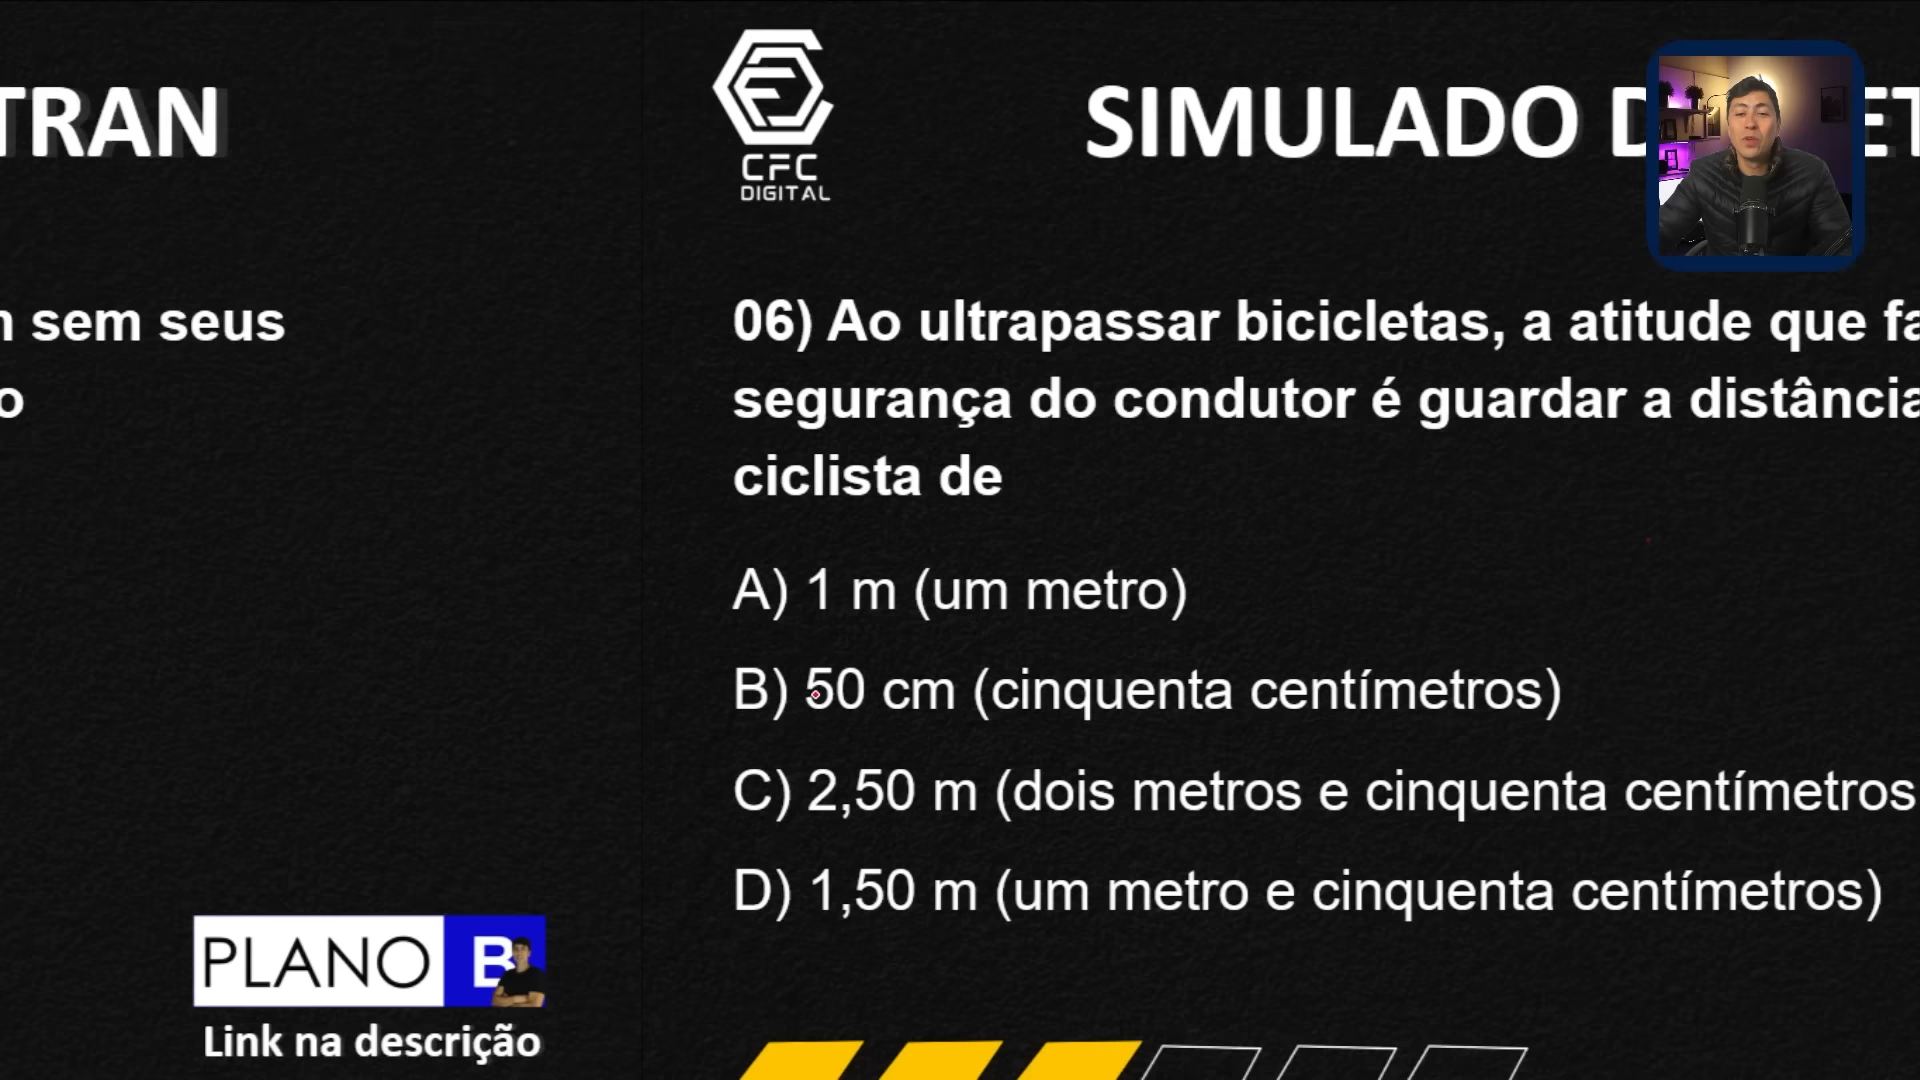 TRAN
sem seus
o
PLANO B
Link na descrição
CFC
DIGITAL
SIMULADO
06) Ao ultrapassar bicicletas, a atitude que
segurança do condutor é guardar a distância
ciclista de
A) 1 m (um metro)
B) 50 cm (cinquenta centímetros)
C) 2,50 m (dois metros e cinquenta centímetros
D) 1,50 m (um metro e cinquenta centímetros)